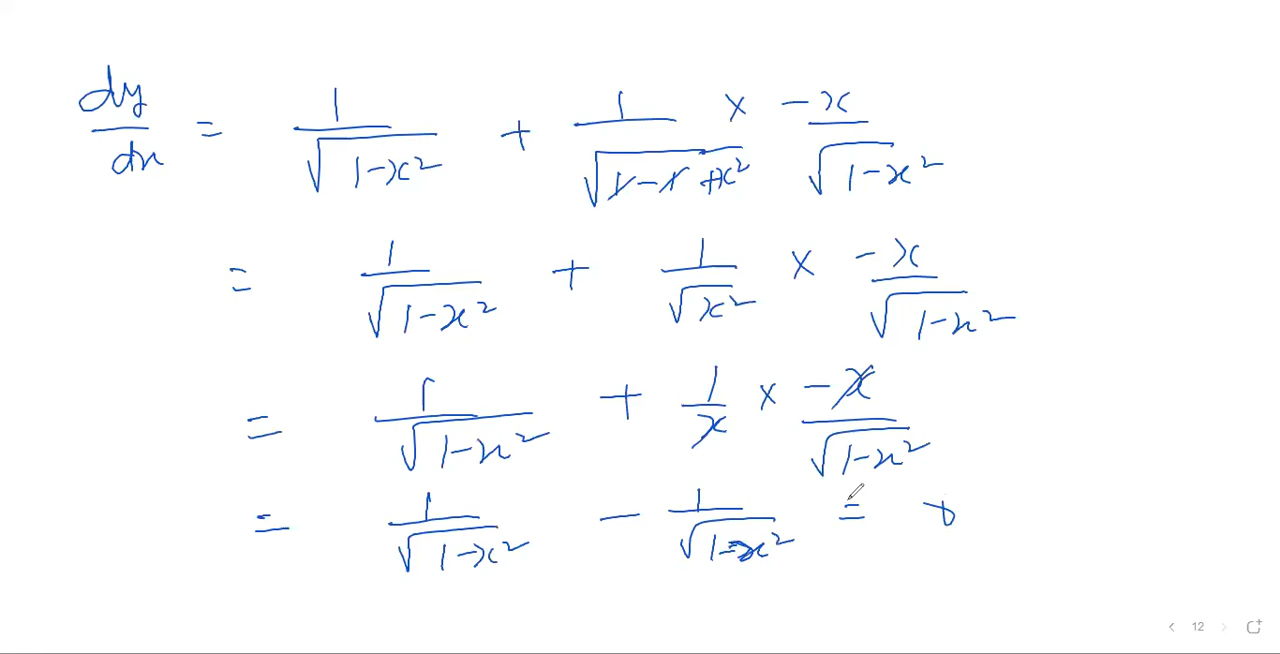 dy/dx = 1/√(1-x²) + 1/√(1-1+x²) × -x/√(1-x²)
= 1/√(1-x²) + 1/√x² × -x/√(1-x²)
= 1/√(1-x²) + 1/x × -x/√(1-x²)
= 1/√(1-x²) - 1/√(1-x²) = 0
12